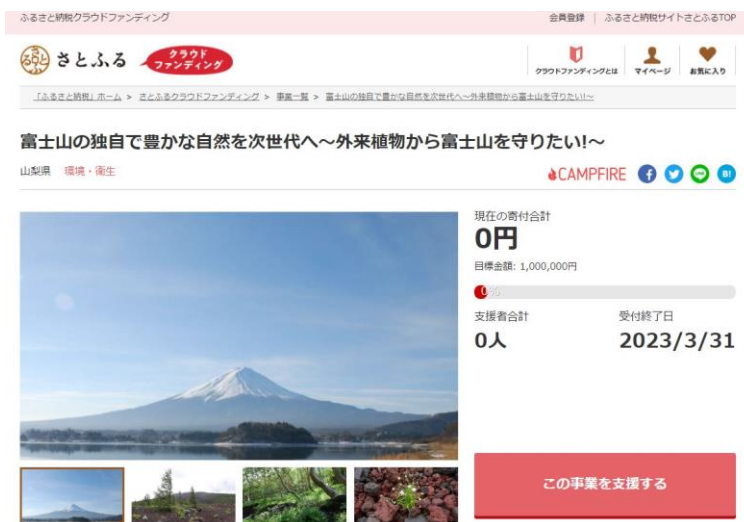 ふるさと納税クラウドファンディング
会員登録 | ふるさと納税サイトさとふるTOP
さとふる
クラウド
ファンディング
クラウドファンディングとは
マイページ
お気に入り
「ふるさと納税」ホーム > さとふるクラウドファンディング > 事業一覧 > 富士山の独自で豊かな自然を次世代へ～外来植物から富士山を守りたい!～
富士山の独自で豊かな自然を次世代へ～外来植物から富士山を守りたい!～
山梨県 環境・衛生
CAMPFIRE
現在の寄付合計
0円
目標金額: 1,000,000円
0%
支援者合計
受付終了日
0人
2023/3/31
この事業を支援する